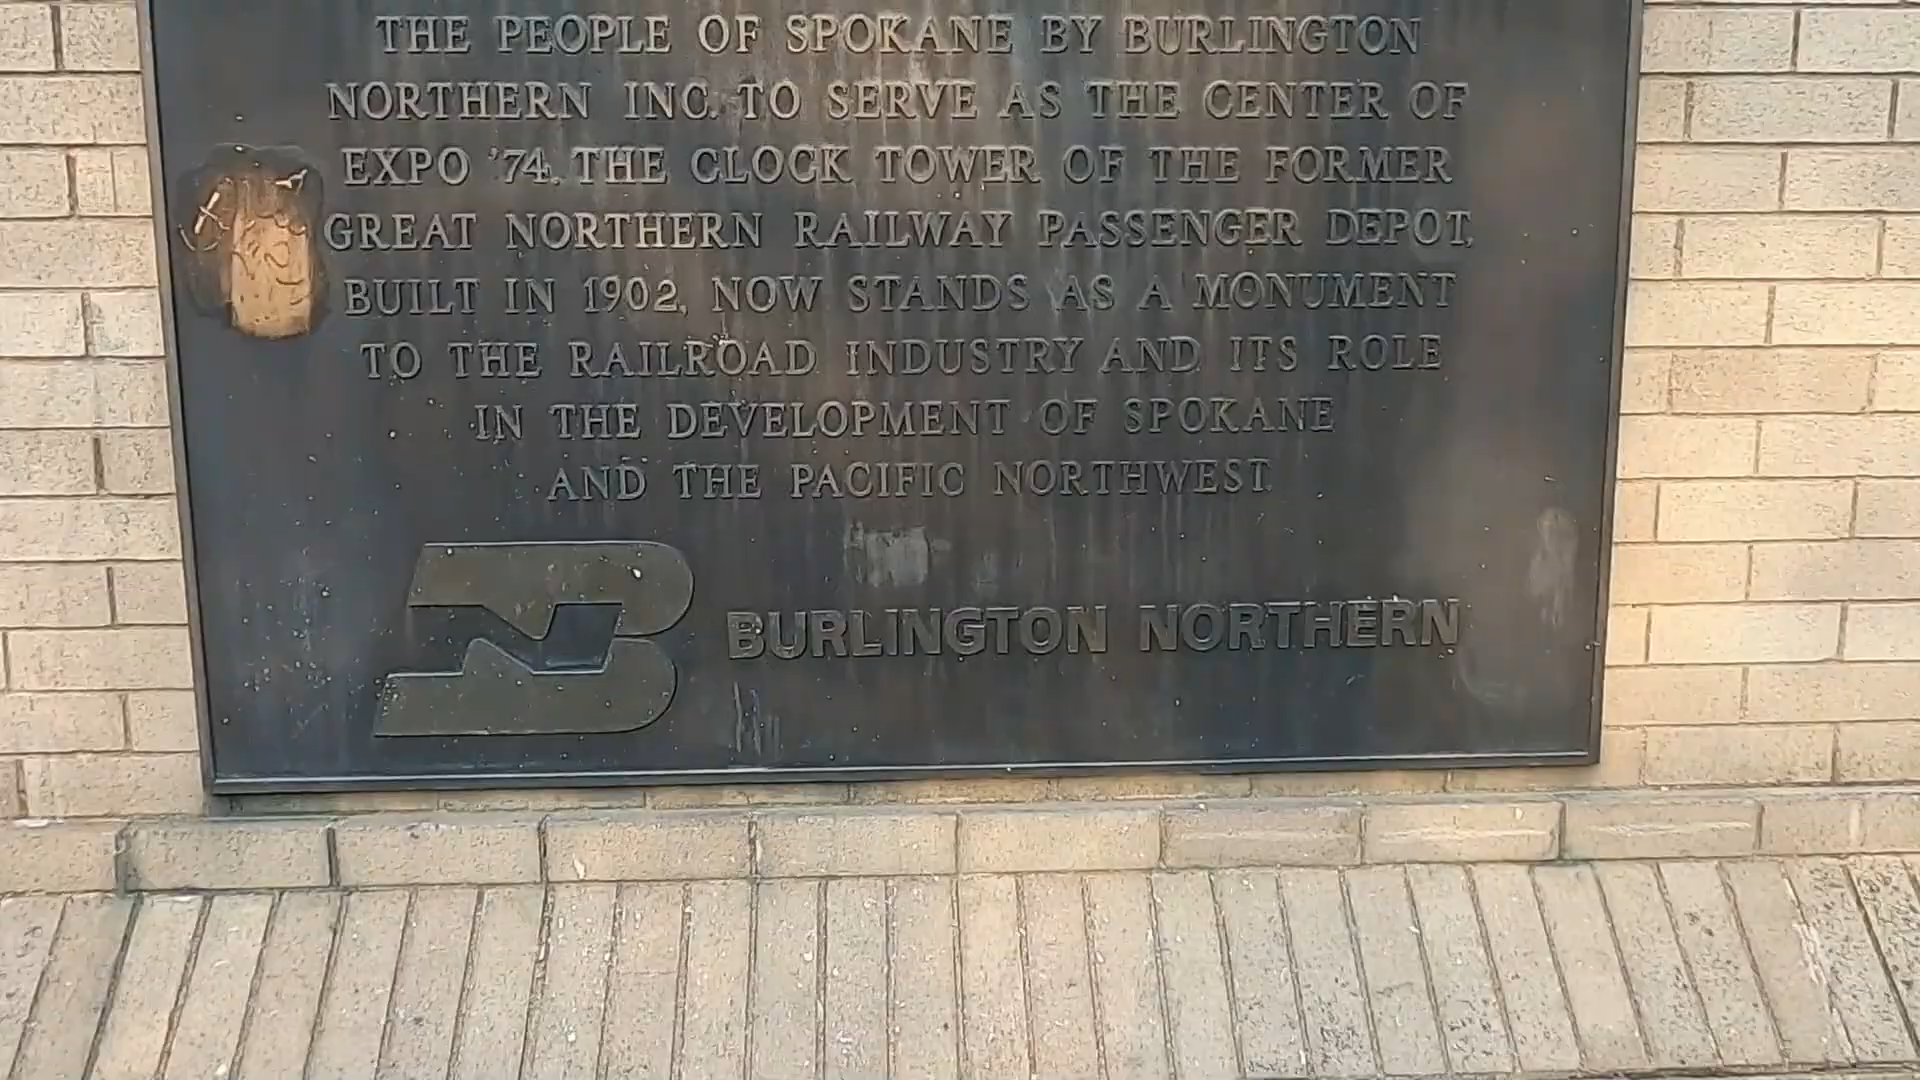 THE PEOPLE OF SPOKANE BY BURLINGTON
NORTHERN INC. TO SERVE AS THE CENTER OF
EXPO '74. THE CLOCK TOWER OF THE FORMER
GREAT NORTHERN RAILWAY PASSENGER DEPOT,
BUILT IN 1902, NOW STANDS AS A MONUMENT
TO THE RAILROAD INDUSTRY AND ITS ROLE
IN THE DEVELOPMENT OF SPOKANE
AND THE PACIFIC NORTHWEST.
BURLINGTON NORTHERN